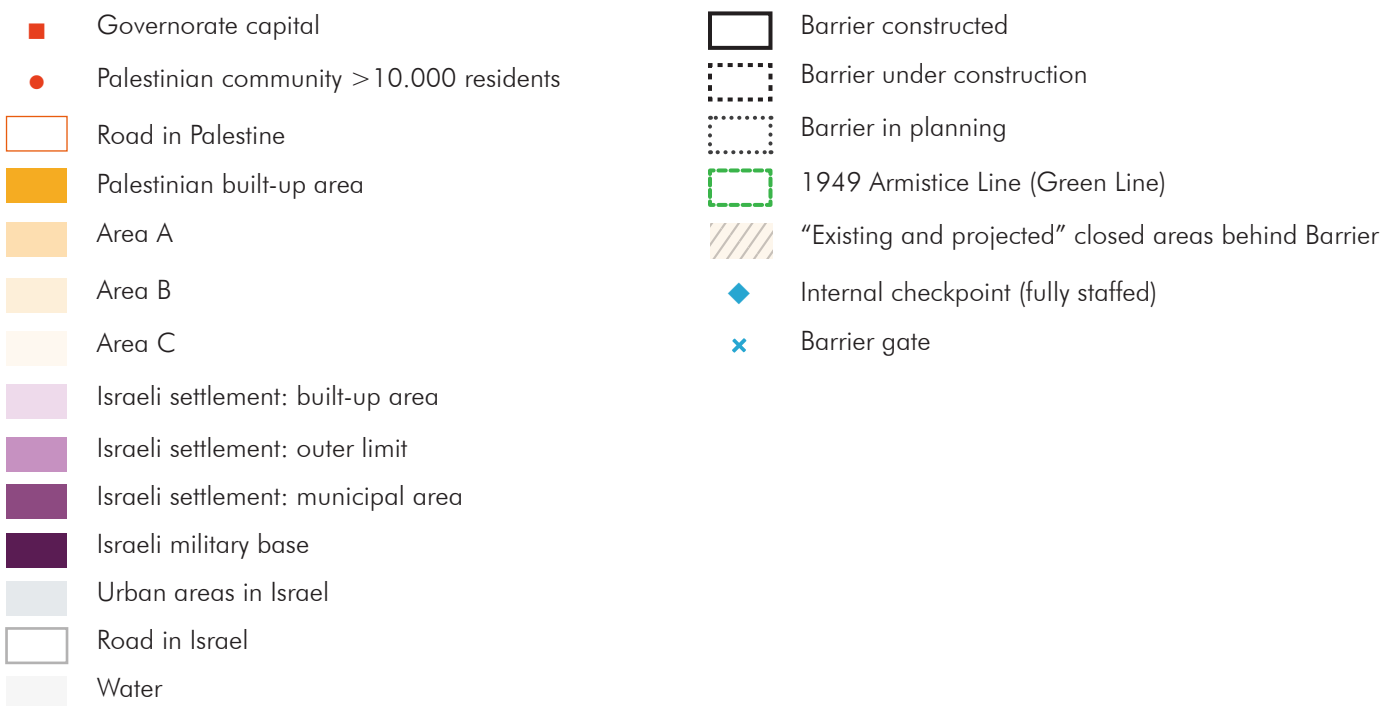 Governorate capital
Palestinian community >10.000 residents
Road in Palestine
Palestinian built-up area
Area A
Area B
Area C
Israeli settlement: built-up area
Israeli settlement: outer limit
Israeli settlement: municipal area
Israeli military base
Urban areas in Israel
Road in Israel
Water
Barrier constructed
Barrier under construction
Barrier in planning
1949 Armistice Line (Green Line)
“Existing and projected” closed areas behind Barrier
Internal checkpoint (fully staffed)
Barrier gate